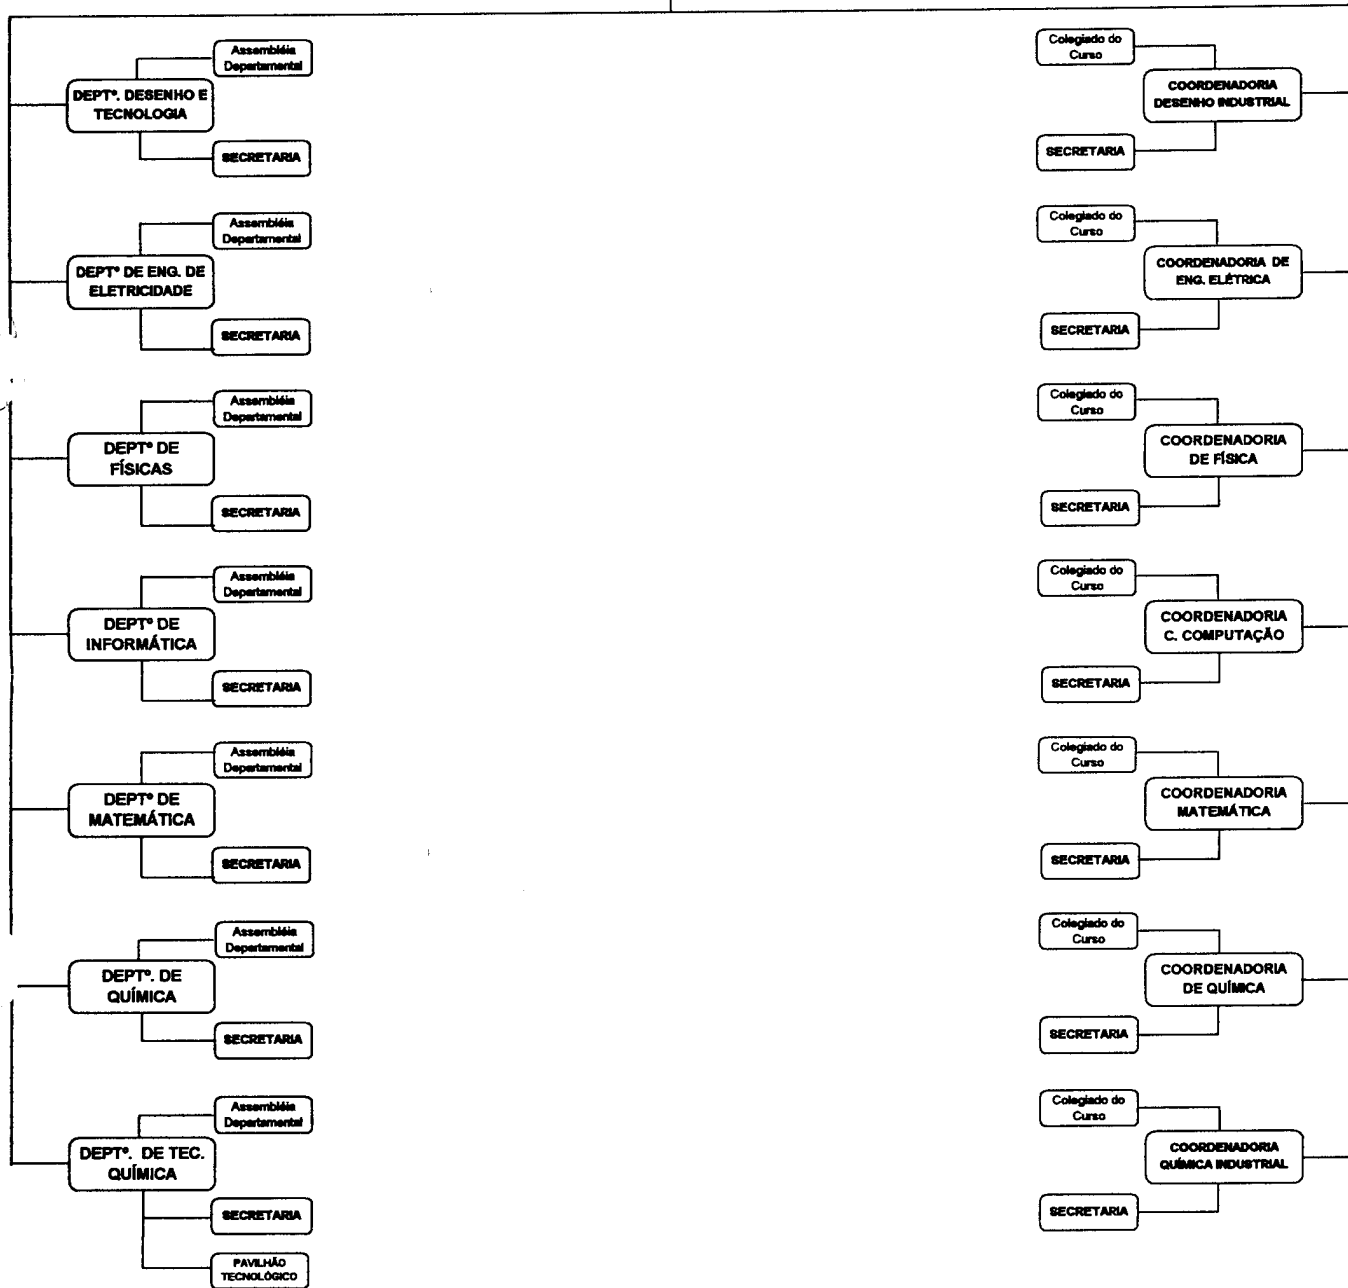 Assembléia
Departamental
DEPTº. DESENHO E
TECNOLOGIA
SECRETARIA
Assembléia
Departamental
DEPTº DE ENG. DE
ELETRICIDADE
SECRETARIA
Assembléia
Departamental
DEPTº DE
FÍSICAS
SECRETARIA
Assembléia
Departamental
DEPTº DE
INFORMÁTICA
SECRETARIA
Assembléia
Departamental
DEPTº DE
MATEMÁTICA
SECRETARIA
Assembléia
Departamental
DEPTº. DE
QUÍMICA
SECRETARIA
Assembléia
Departamental
DEPTº. DE TEC.
QUÍMICA
SECRETARIA
PAVILHÃO
TECNOLÓGICO
Colegiado do
Curso
COORDENADORIA
DESENHO INDUSTRIAL
SECRETARIA
Colegiado do
Curso
COORDENADORIA DE
ENG. ELÉTRICA
SECRETARIA
Colegiado do
Curso
COORDENADORIA
DE FÍSICA
SECRETARIA
Colegiado do
Curso
COORDENADORIA
C. COMPUTAÇÃO
SECRETARIA
Colegiado do
Curso
COORDENADORIA
MATEMÁTICA
SECRETARIA
Colegiado do
Curso
COORDENADORIA
DE QUÍMICA
SECRETARIA
Colegiado do
Curso
COORDENADORIA
QUÍMICA INDUSTRIAL
SECRETARIA